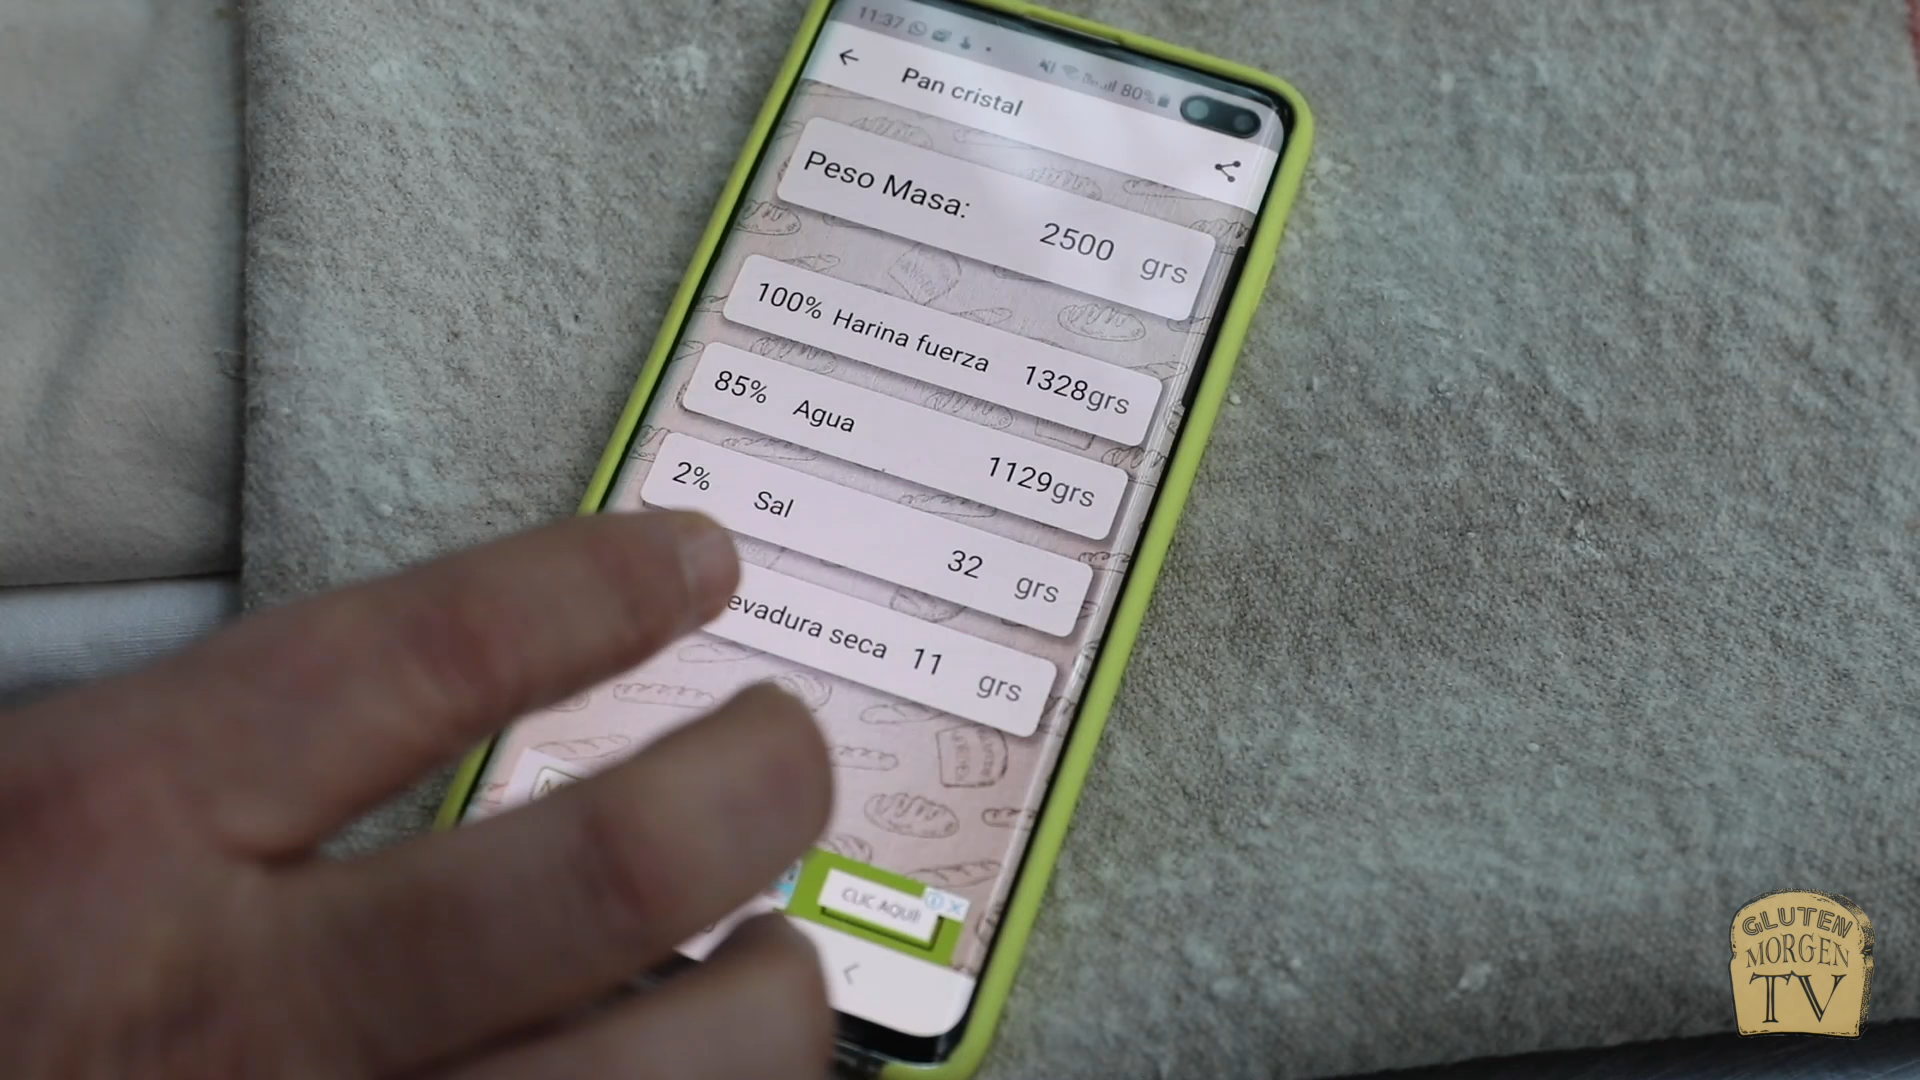 11:37
80%
Pan cristal
Peso Masa:
2500 grs
100% Harina fuerza 1328grs
85% Agua 1129grs
2% Sal 32 grs
evadura seca 11 grs
CLIC AQUÍ!
GLUTEN
MORGEN
TV